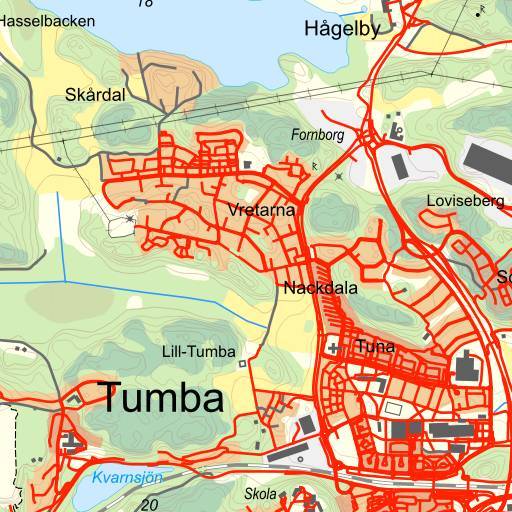 18
Hasselbacken
Hågelby
Skårdal
Fornborg
R
R
Loviseberg
Vretarna
Nackdala
Lill-Tumba
Tuna
Tumba
Kvarnsjön
20
Skola